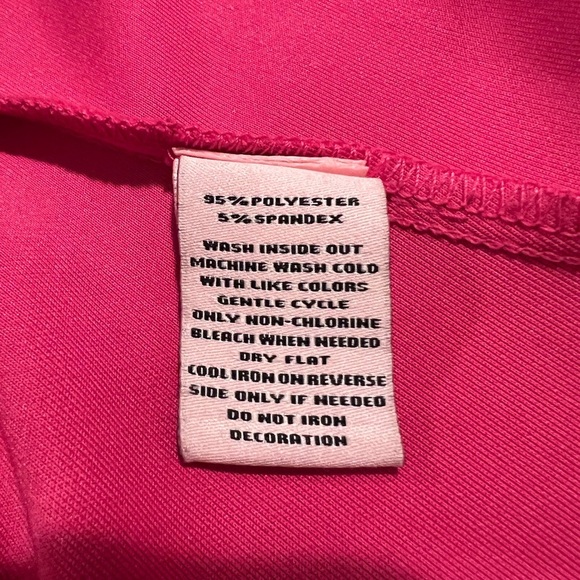 95% POLYESTER
5% SPANDEX
WASH INSIDE OUT
MACHINE WASH COLD
WITH LIKE COLORS
GENTLE CYCLE
ONLY NON-CHLORINE
BLEACH WHEN NEEDED
DRY FLAT
COOL IRON ON REVERSE
SIDE ONLY IF NEEDED
DO NOT IRON
DECORATION